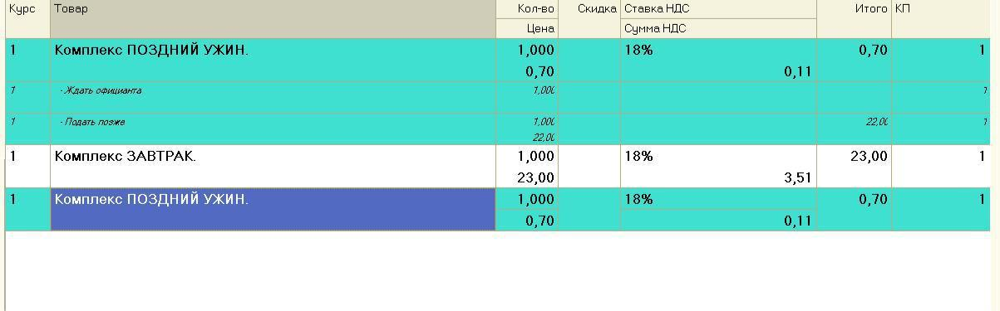 Курс Товар Кол-во Скидка Ставка НДС Итого КП
Цена Сумма НДС
1 Комплекс ПОЗДНИЙ УЖИН. 1,000 18% 0,70 1
0,70 0,11
1 - Ждать официанта 1,000 1
1 - Подать позже 1,000 22,00 1
22,00
1 Комплекс ЗАВТРАК. 1,000 18% 23,00 1
23,00 3,51
1 Комплекс ПОЗДНИЙ УЖИН. 1,000 18% 0,70 1
0,70 0,11